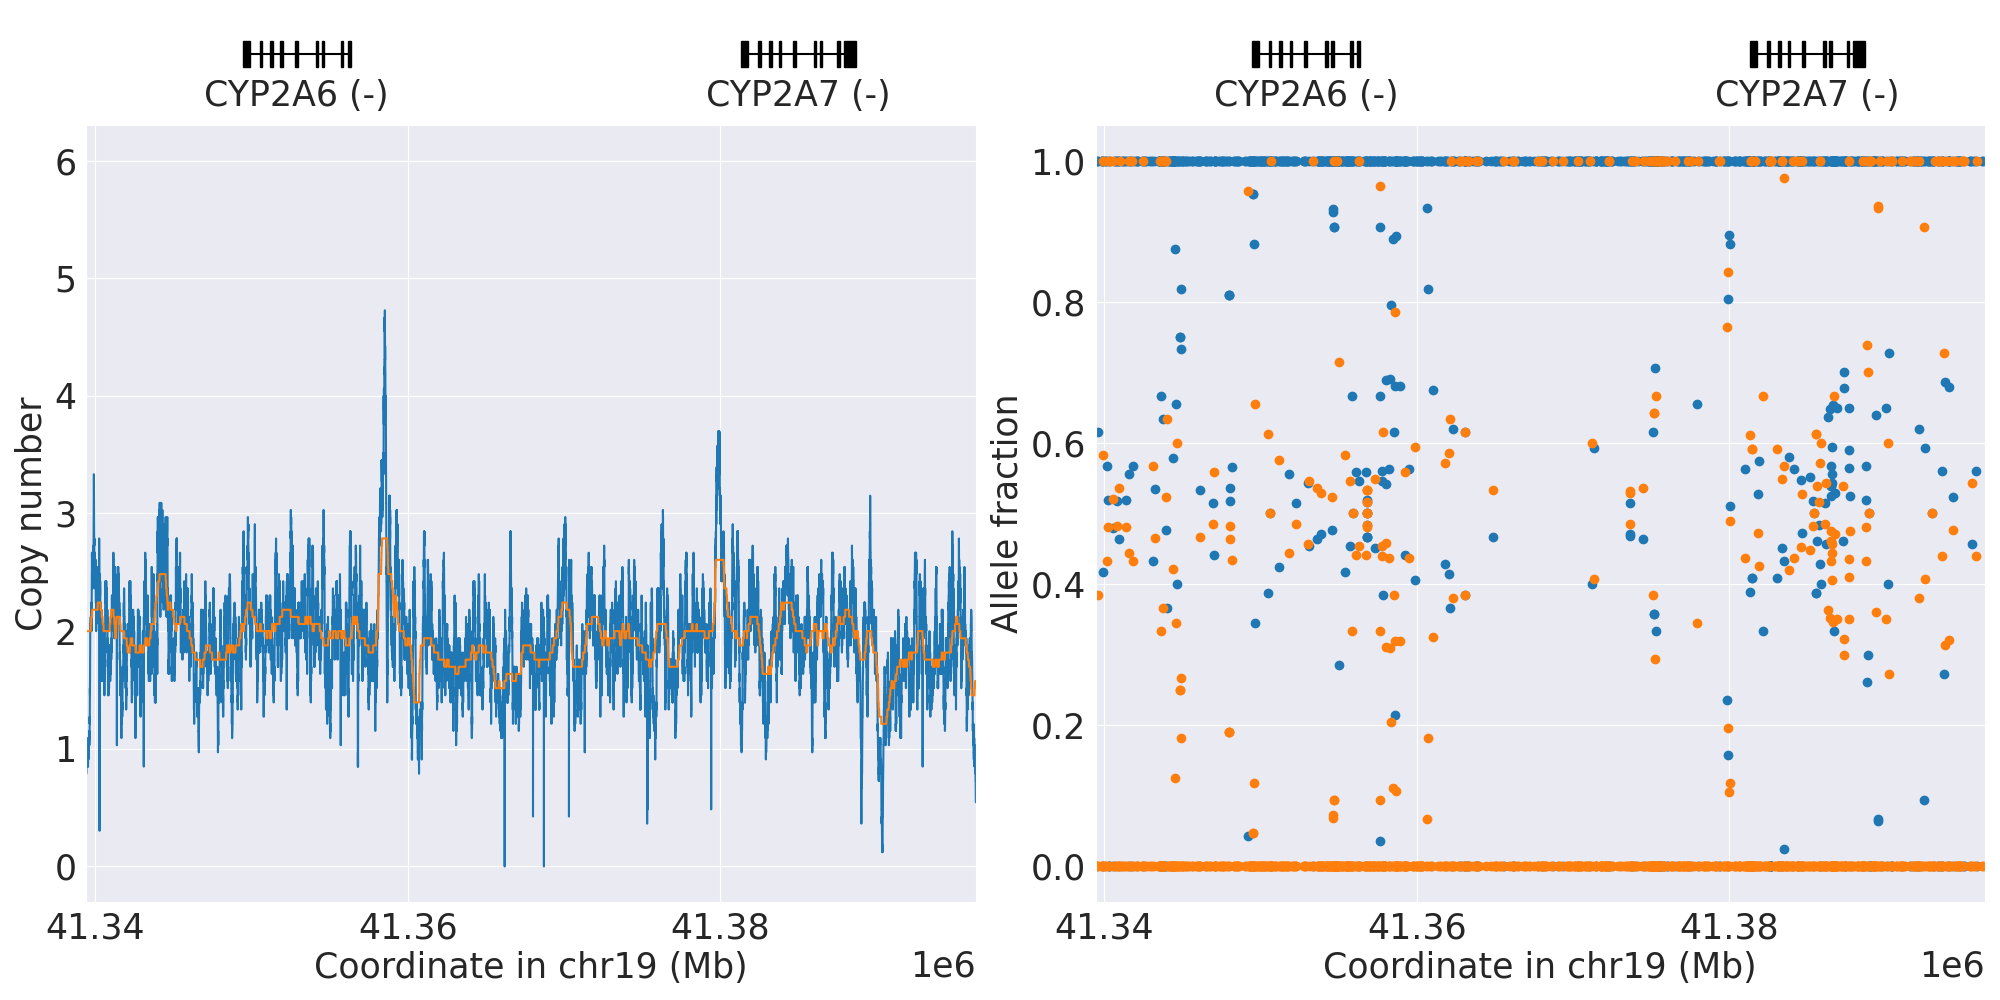 CYP2A6 (-)
CYP2A7 (-)
6
5
4
3
2
1
0
Copy number
41.34
41.36
41.38
Coordinate in chr19 (Mb)
1e6
CYP2A6 (-)
CYP2A7 (-)
1.0
0.8
0.6
0.4
0.2
0.0
Allele fraction
41.34
41.36
41.38
Coordinate in chr19 (Mb)
1e6